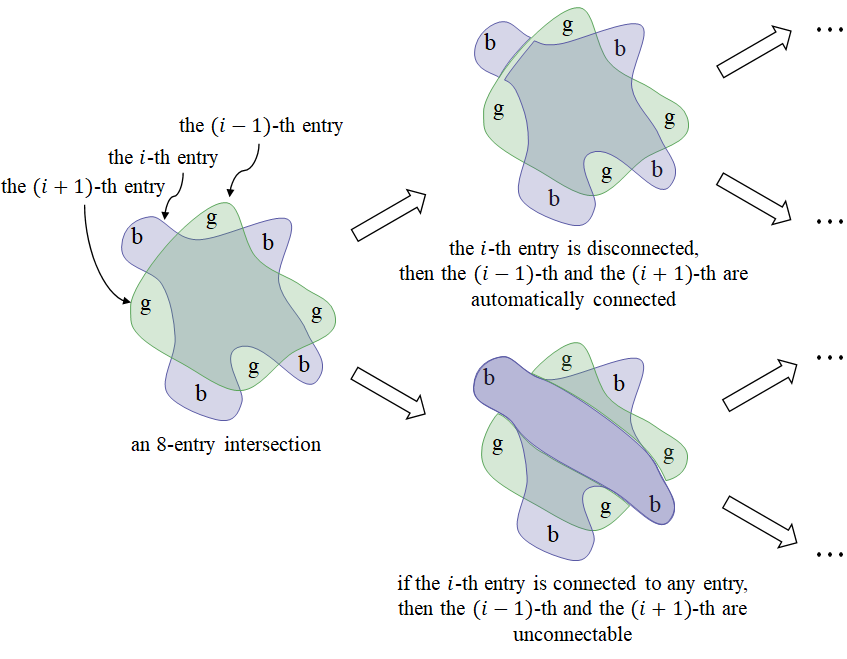 the (i − 1)-th entry
the i-th entry
the (i + 1)-th entry
b
g
b
g
g
g
b
b
an 8-entry intersection
b
g
b
g
g
g
b
b
...
...
the i-th entry is disconnected,
then the (i − 1)-th and the (i + 1)-th are
automatically connected
b
g
b
g
g
g
b
b
...
...
if the i-th entry is connected to any entry,
then the (i − 1)-th and the (i + 1)-th are
unconnectable